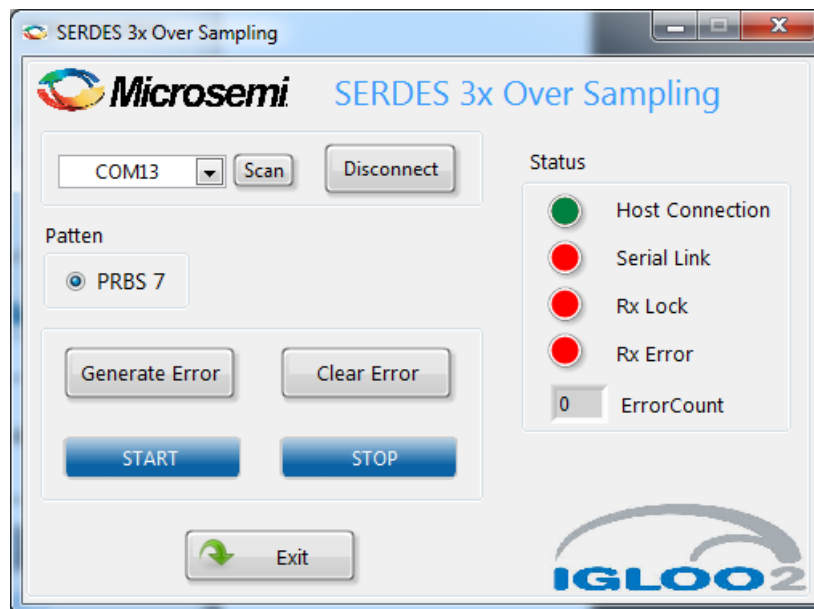 SERDES 3x Over Sampling
Microsemi SERDES 3x Over Sampling
COM13 Scan Disconnect
Status
Host Connection
Patten
Serial Link
PRBS 7
Rx Lock
Rx Error
Generate Error Clear Error
0 ErrorCount
START STOP
Exit
IGLOO2